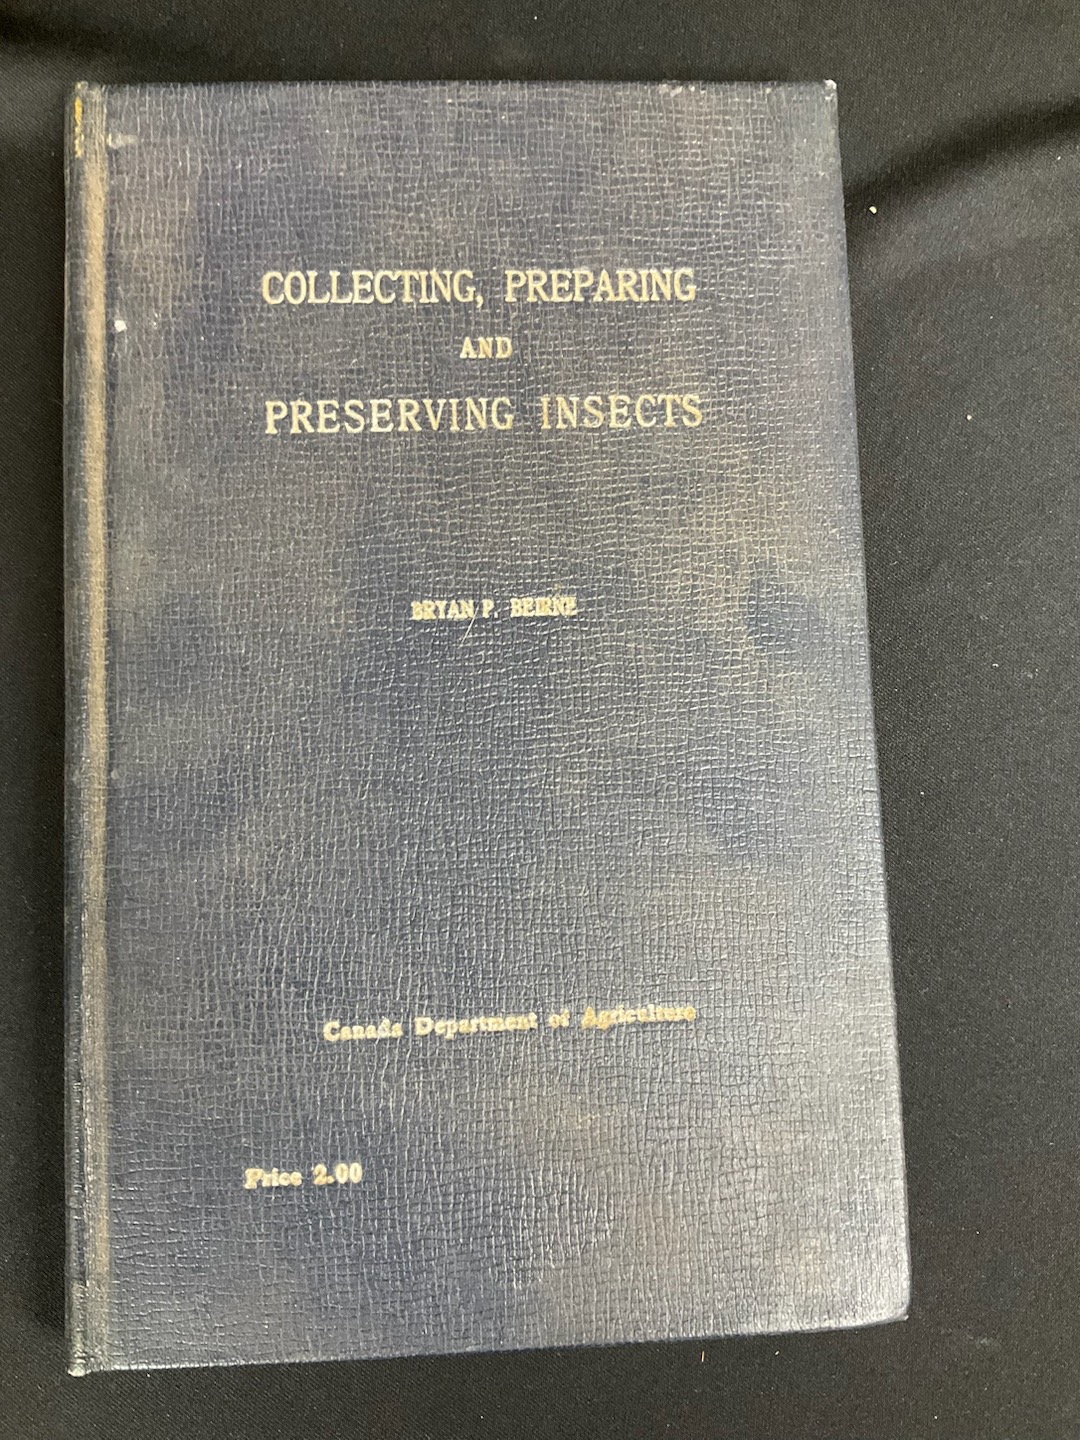 COLLECTING, PREPARING
AND
PRESERVING INSECTS
BRYAN P. BEIRNE
Canada Department of Agriculture
Price 2.00